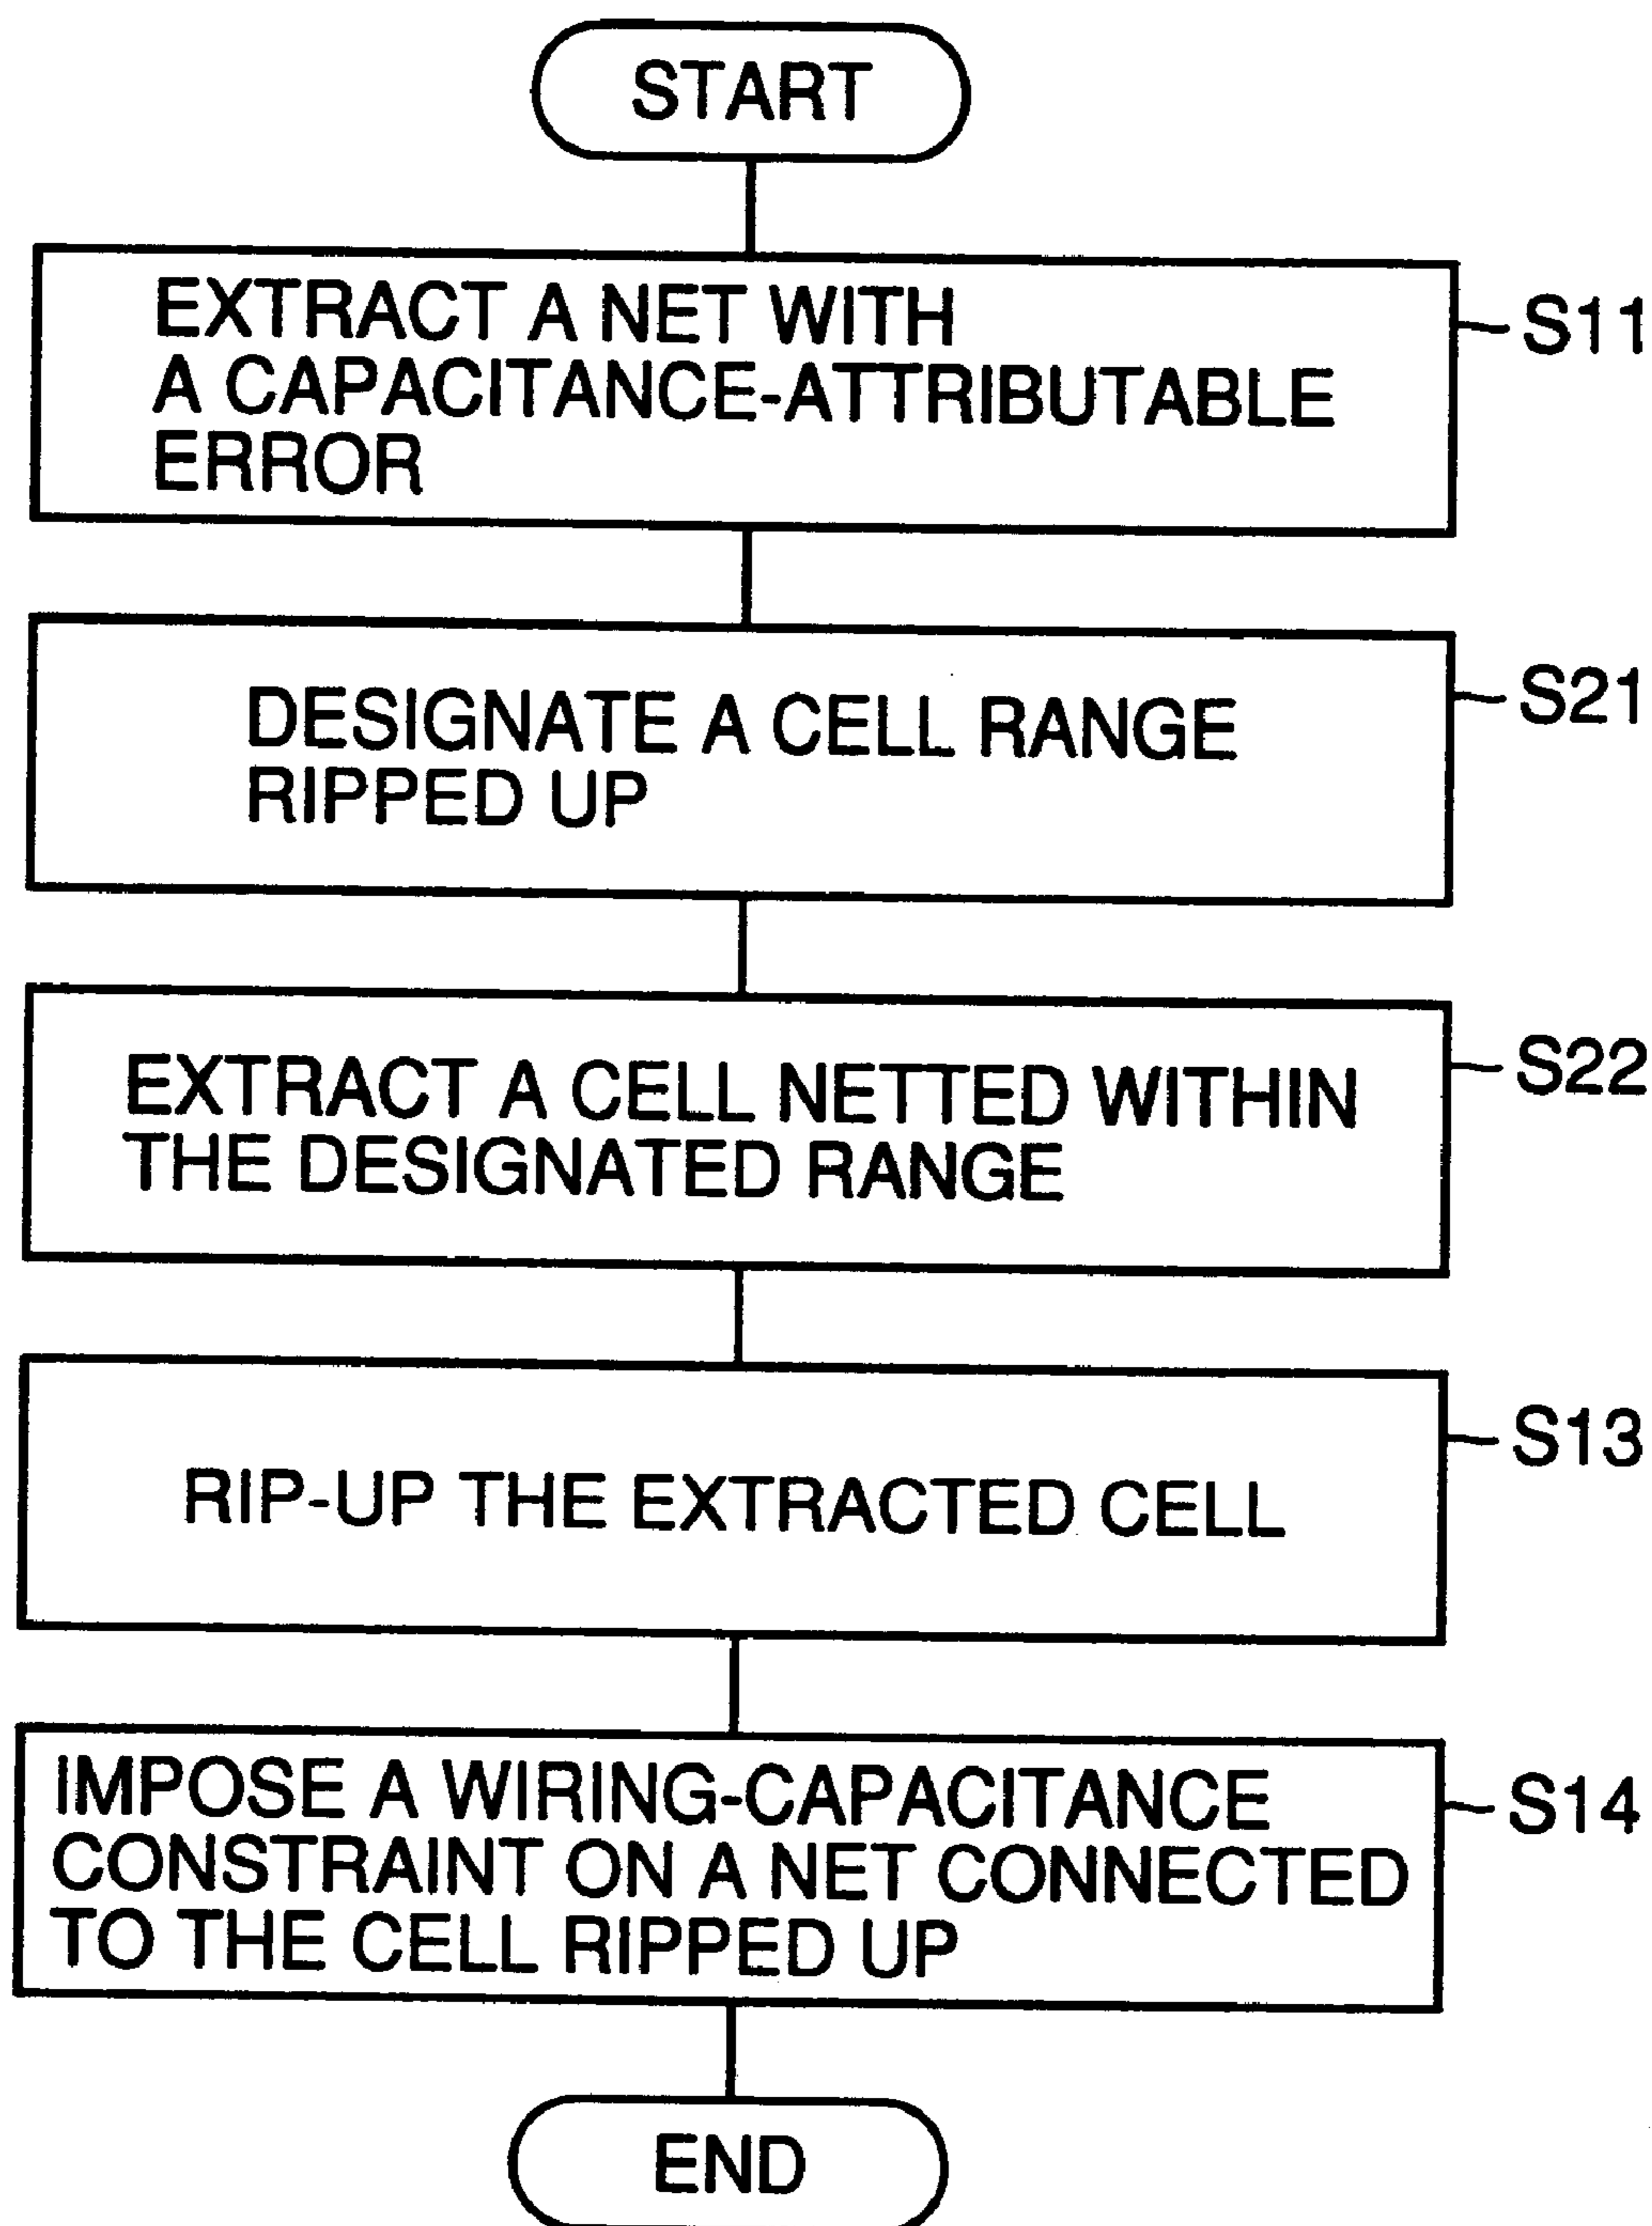 START
EXTRACT A NET WITH
A CAPACITANCE-ATTRIBUTABLE
ERROR
S11
DESIGNATE A CELL RANGE
RIPPED UP
S21
EXTRACT A CELL NETTED WITHIN
THE DESIGNATED RANGE
S22
RIP-UP THE EXTRACTED CELL
S13
IMPOSE A WIRING-CAPACITANCE
CONSTRAINT ON A NET CONNECTED
TO THE CELL RIPPED UP
S14
END